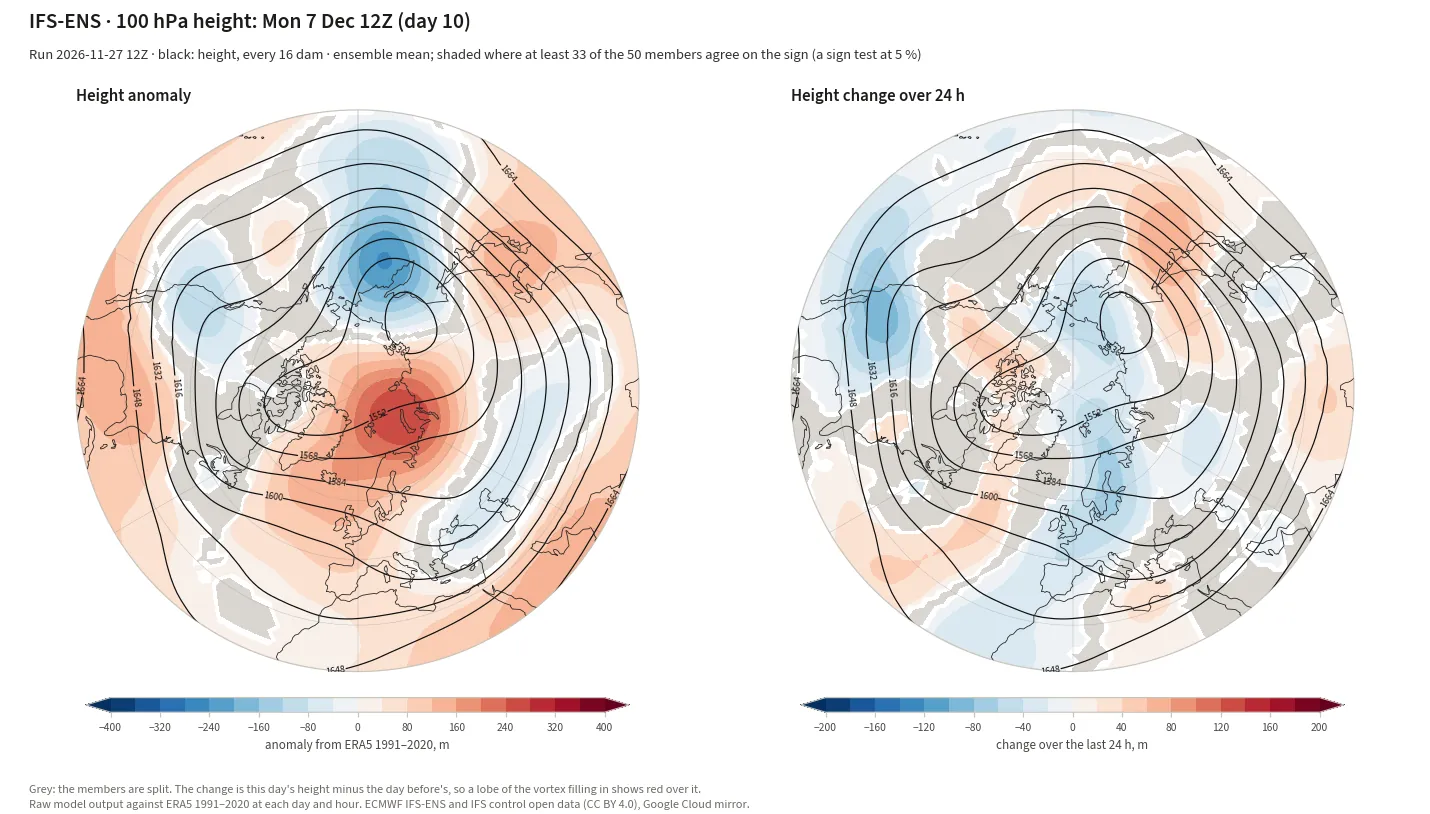 IFS-ENS · 100 hPa height: Mon 7 Dec 12Z (day 10)
Run 2026-11-27 12Z · black: height, every 16 dam · ensemble mean; shaded where at least 33 of the 50 members agree on the sign (a sign test at 5 %)
Height anomaly
Height change over 24 h
1664
1664
1632
1616
1648
1664
1536
1552
1568
1584
1600
1664
1648
1664
1632
1616
1648
1664
1536
1552
1568
1584
1600
1664
1648
−400 −320 −240 −160 −80 0 80 160 240 320 400
anomaly from ERA5 1991–2020, m
−200 −160 −120 −80 −40 0 40 80 120 160 200
change over the last 24 h, m
Grey: the members are split. The change is this day's height minus the day before's, so a lobe of the vortex filling in shows red over it.
Raw model output against ERA5 1991–2020 at each day and hour. ECMWF IFS-ENS and IFS control open data (CC BY 4.0), Google Cloud mirror.